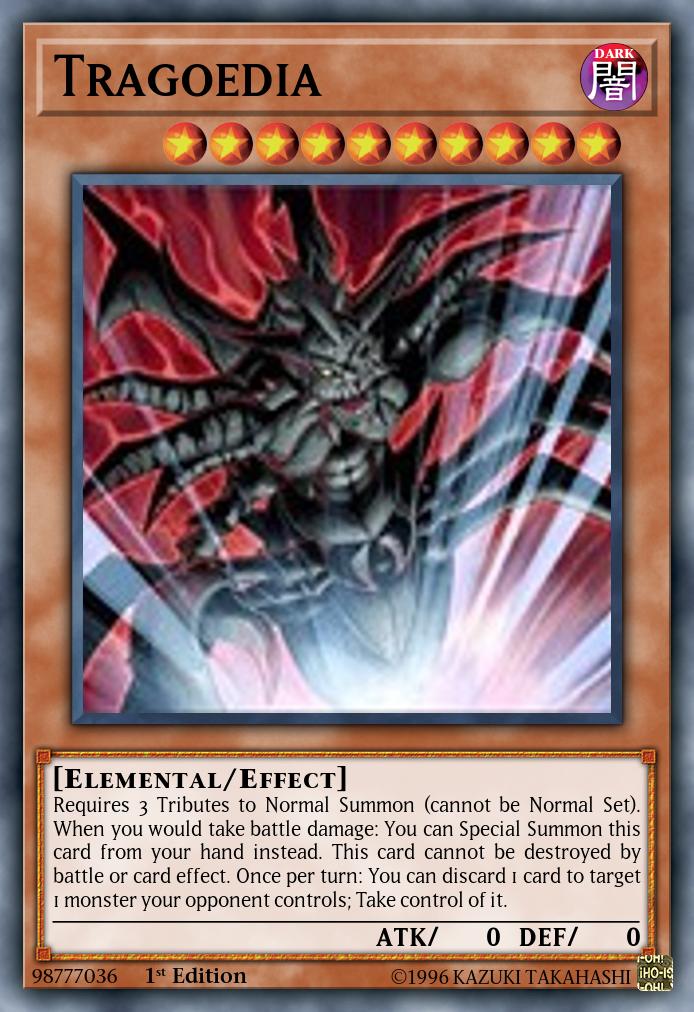 TRAGOEDIA
DARK
闇
[ELEMENTAL/EFFECT]
Requires 3 Tributes to Normal Summon (cannot be Normal Set).
When you would take battle damage: You can Special Summon this
card from your hand instead. This card cannot be destroyed by
battle or card effect. Once per turn: You can discard 1 card to target
1 monster your opponent controls; Take control of it.
ATK/ 0 DEF/ 0
98777036 1st Edition ©1996 KAZUKI TAKAHASHI